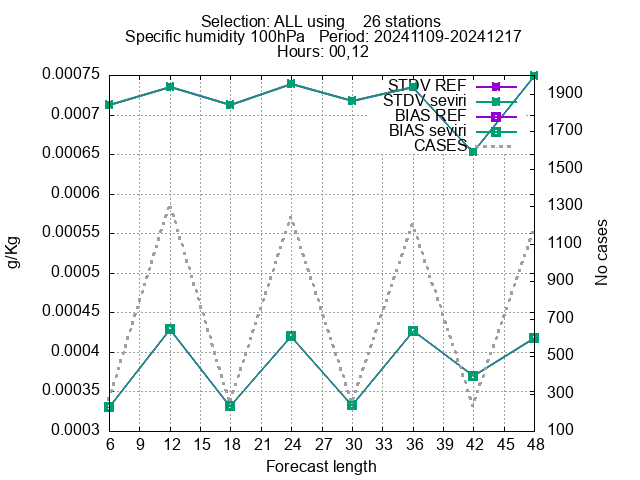 Selection: ALL using    26 stations
Specific humidity 100hPa   Period: 20241109-20241217
Hours: 00,12
STDV REF
STDV seviri
BIAS REF
BIAS seviri
CASES
0.00075
0.0007
0.00065
0.0006
0.00055
0.0005
0.00045
0.0004
0.00035
0.0003
g/Kg
1900
1700
1500
1300
1100
900
700
500
300
100
No cases
6 9 12 15 18 21 24 27 30 33 36 39 42 45 48
Forecast length